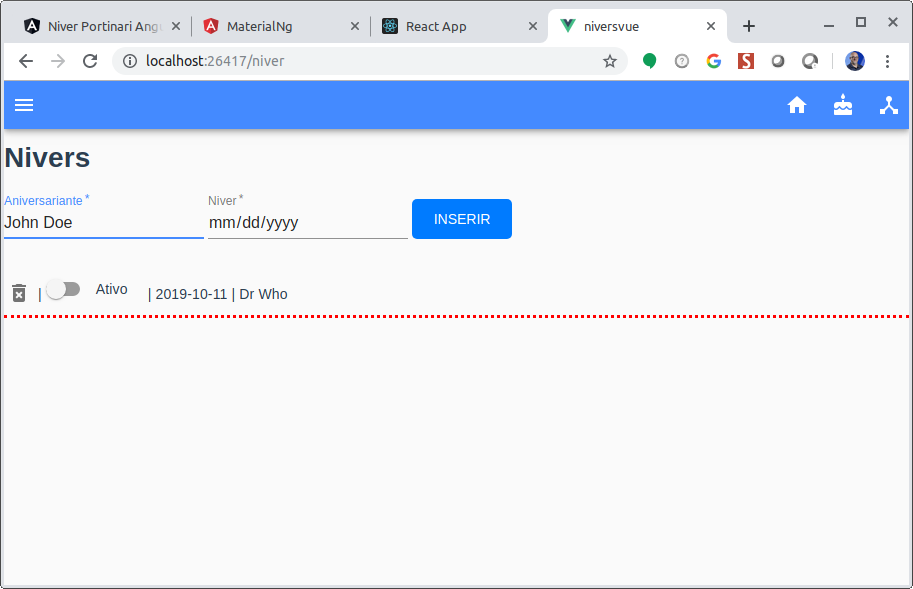 Niver Portinari Angu
MaterialNg
React App
niversvue
localhost:26417/niver
Nivers
Aniversariante *
Niver *
John Doe
mm/dd/yyyy
INSERIR
| Ativo | 2019-10-11 | Dr Who